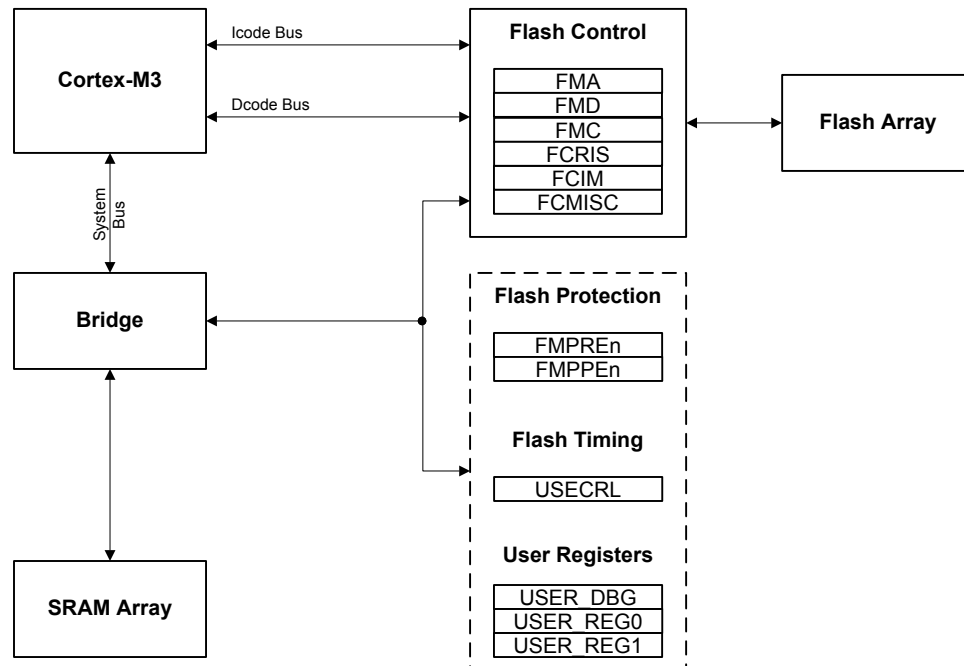 Cortex-M3
Icode Bus
Dcode Bus
System
Bus
Bridge
SRAM Array
Flash Control
FMA
FMD
FMC
FCRIS
FCIM
FCMISC
Flash Array
Flash Protection
FMPREn
FMPPEn
Flash Timing
USECRL
User Registers
USER_DBG
USER_REG0
USER_REG1